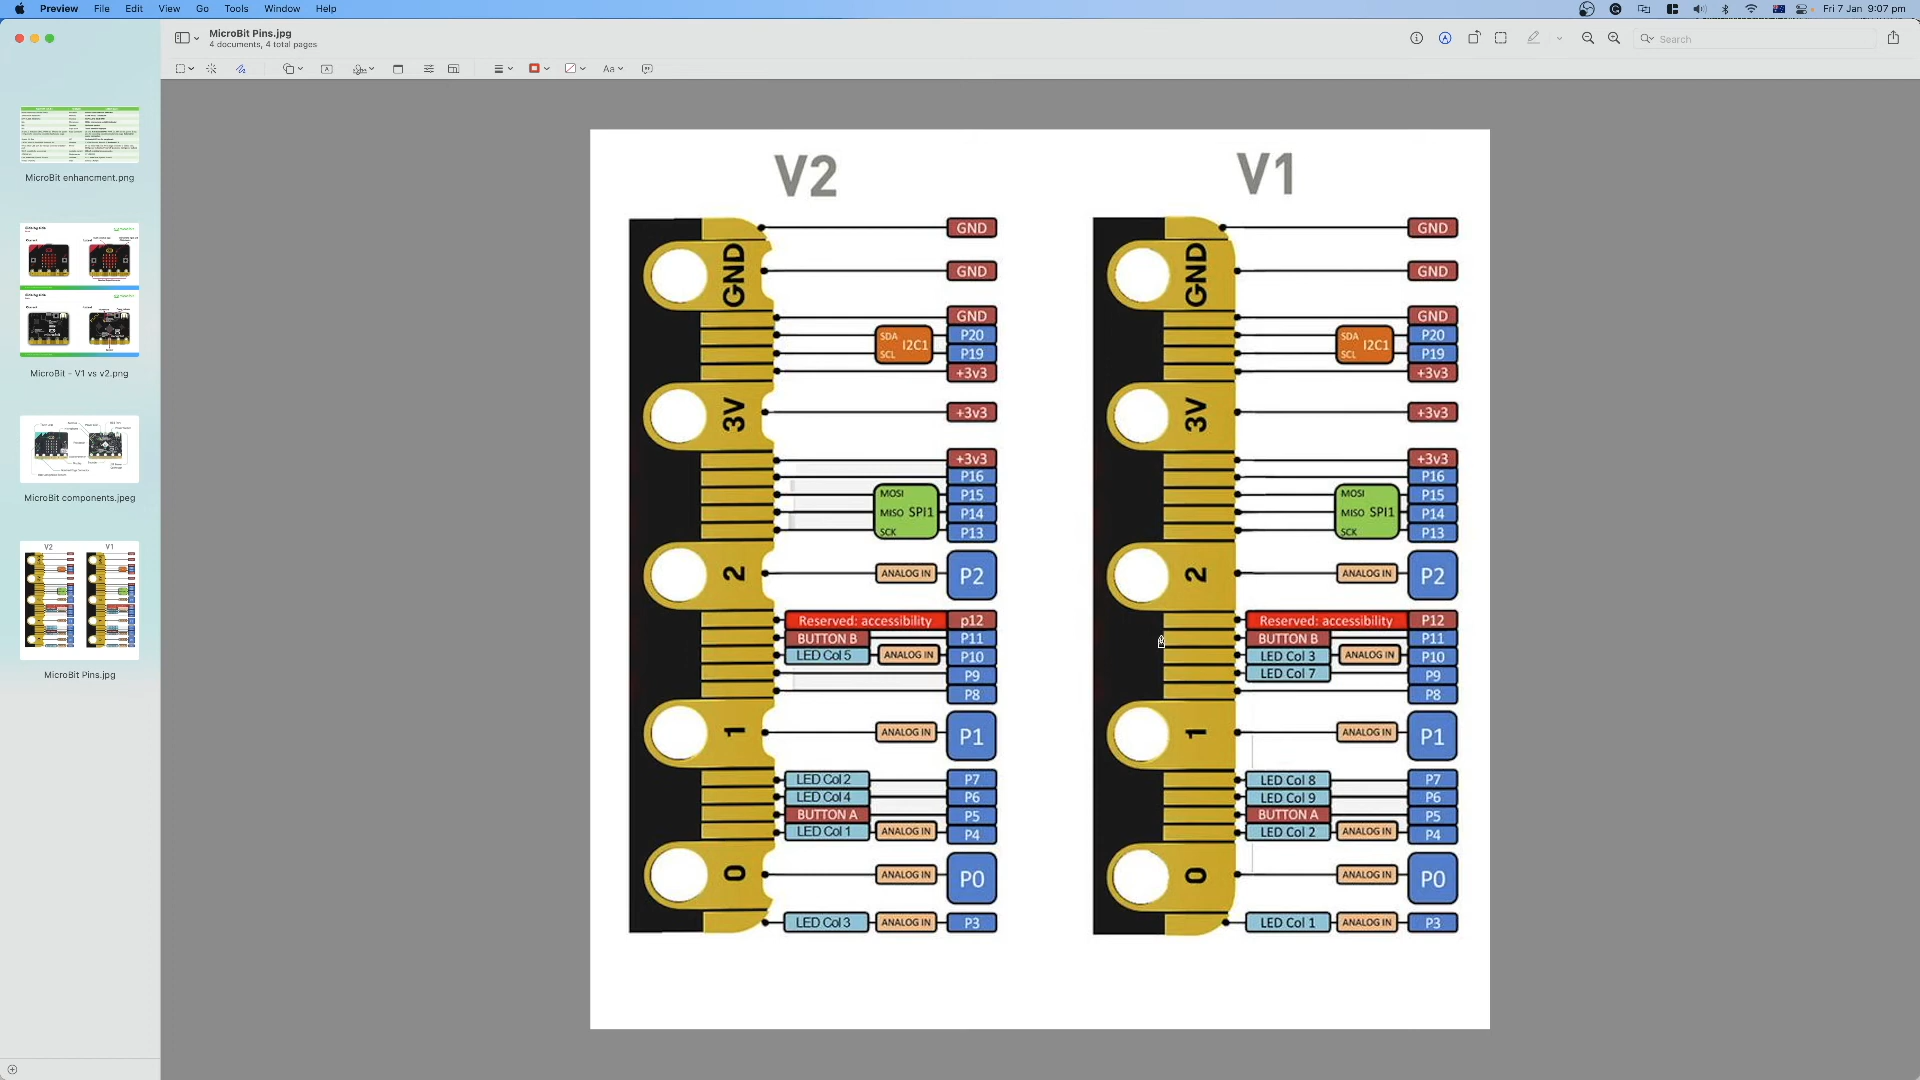 Preview File Edit View Go Tools Window Help
Fri 7 Jan 9:07 pm
MicroBit Pins.jpg
4 documents, 4 total pages
Search
Aa
MicroBit enhancment.png
MicroBit - V1 vs v2.png
MicroBit components.jpeg
V2 V1
MicroBit Pins.jpg
V2
GND
GND
GND
GND
SDA
SCL
I2C1
P20
P19
+3v3
3V
+3v3
+3v3
P16
MOSI
MISO SPI1
SCK
P15
P14
P13
2
ANALOG IN P2
Reserved: accessibility p12
BUTTON B P11
LED Col 5 ANALOG IN P10
P9
P8
1
ANALOG IN P1
LED Col 2 P7
LED Col 4 P6
BUTTON A P5
LED Col 1 ANALOG IN P4
0
ANALOG IN P0
LED Col 3 ANALOG IN P3
V1
GND
GND
GND
GND
SDA
SCL
I2C1
P20
P19
+3v3
3V
+3v3
+3v3
P16
MOSI
MISO SPI1
SCK
P15
P14
P13
2
ANALOG IN P2
Reserved: accessibility P12
BUTTON B P11
LED Col 3 ANALOG IN P10
LED Col 7 P9
P8
1
ANALOG IN P1
LED Col 8 P7
LED Col 9 P6
BUTTON A P5
LED Col 2 ANALOG IN P4
0
ANALOG IN P0
LED Col 1 ANALOG IN P3